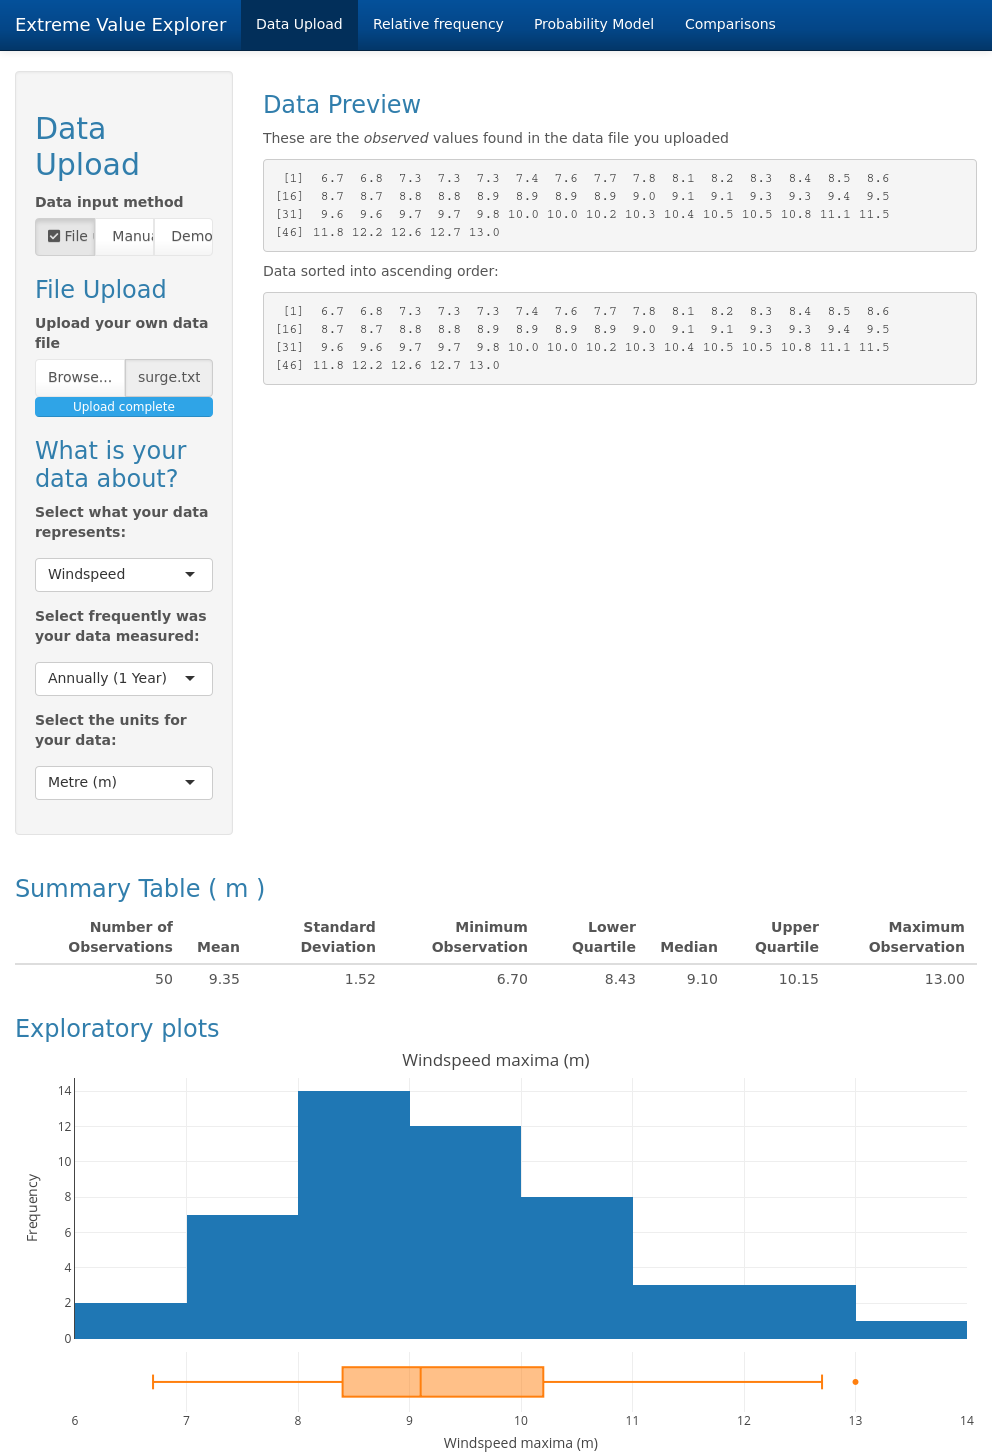 Extreme Value Explorer Data Upload Relative frequency Probability Model Comparisons
Data
Upload
Data input method
File Manua Demo
File Upload
Upload your own data
file
Browse... surge.txt
Upload complete
What is your
data about?
Select what your data
represents:
Windspeed
Select frequently was
your data measured:
Annually (1 Year)
Select the units for
your data:
Metre (m)
Data Preview
These are the observed values found in the data file you uploaded
[1] 6.7 6.8 7.3 7.3 7.3 7.4 7.6 7.7 7.8 8.1 8.2 8.3 8.4 8.5 8.6
[16] 8.7 8.7 8.8 8.8 8.9 8.9 8.9 8.9 9.0 9.1 9.1 9.3 9.3 9.4 9.5
[31] 9.6 9.6 9.7 9.7 9.8 10.0 10.0 10.2 10.3 10.4 10.5 10.5 10.8 11.1 11.5
[46] 11.8 12.2 12.6 12.7 13.0
Data sorted into ascending order:
[1] 6.7 6.8 7.3 7.3 7.3 7.4 7.6 7.7 7.8 8.1 8.2 8.3 8.4 8.5 8.6
[16] 8.7 8.7 8.8 8.8 8.9 8.9 8.9 8.9 9.0 9.1 9.1 9.3 9.3 9.4 9.5
[31] 9.6 9.6 9.7 9.7 9.8 10.0 10.0 10.2 10.3 10.4 10.5 10.5 10.8 11.1 11.5
[46] 11.8 12.2 12.6 12.7 13.0
Summary Table ( m )
Number of Standard Minimum Lower Upper Maximum
Observations Mean Deviation Observation Quartile Median Quartile Observation
50 9.35 1.52 6.70 8.43 9.10 10.15 13.00
Exploratory plots
Windspeed maxima (m)
14
12
10
8
6
4
2
0
Frequency
6 7 8 9 10 11 12 13 14
Windspeed maxima (m)